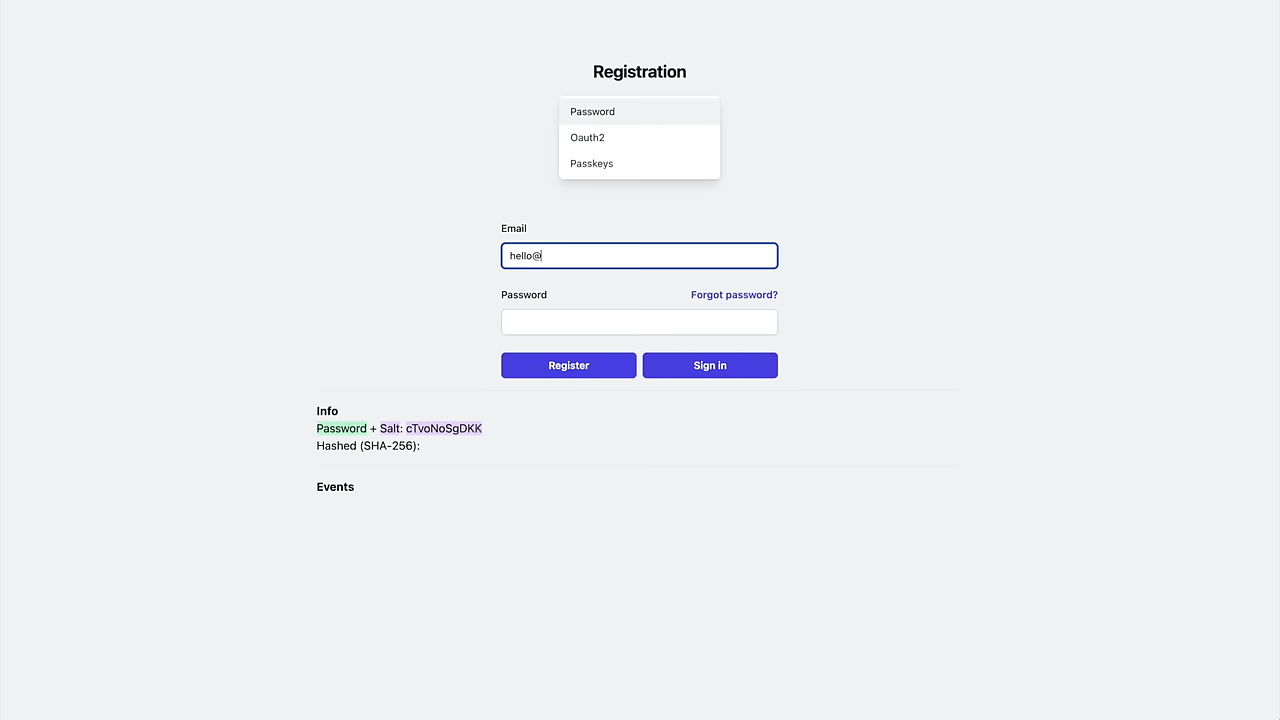 Registration
Password
Oauth2
Passkeys
Email
hello@
Password Forgot password?
Register Sign in
Info
Password + Salt: cTvoNoSgDKK
Hashed (SHA-256):
Events